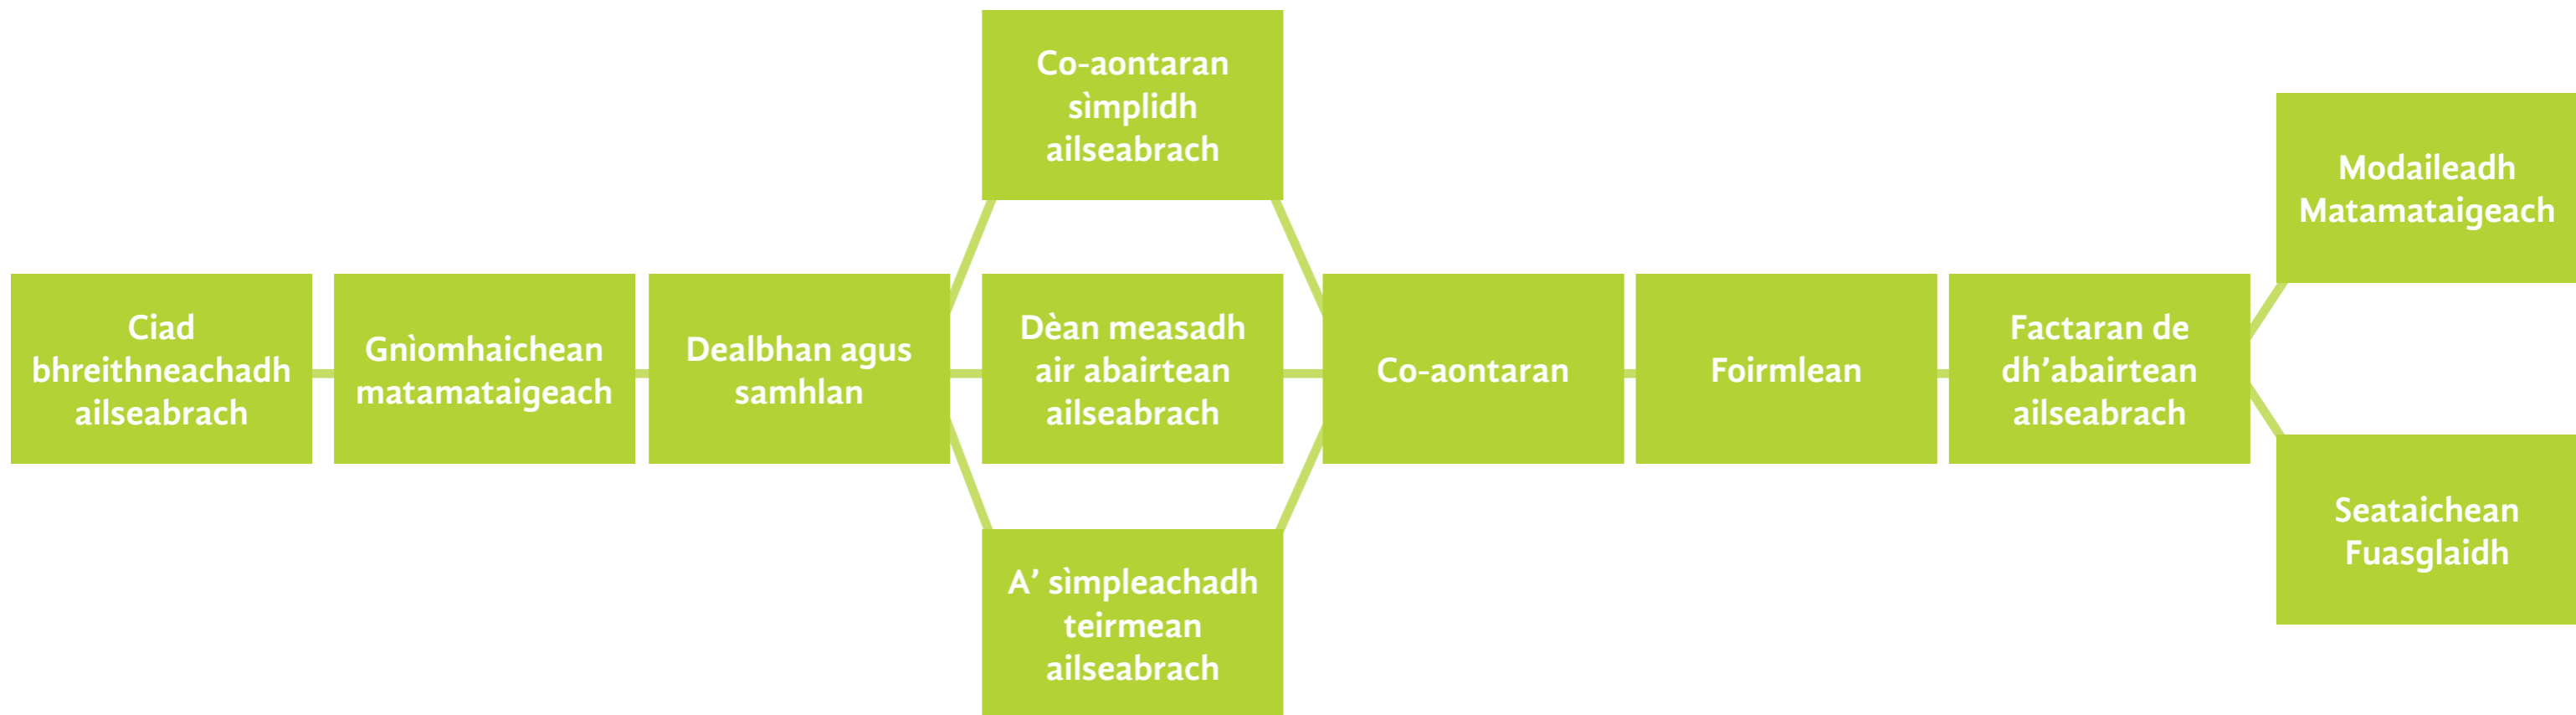 Ciad
bhreithneachadh
ailseabrach
Gnìomhaichean
matamataigeach
Dealbhan agus
samhlan
Co-aontaran
sìmplidh
ailseabrach
Dèan measadh
air abairtean
ailseabrach
A’ sìmpleachadh
teirmean
ailseabrach
Co-aontaran
Foirmlean
Factaran de
dh’abairtean
ailseabrach
Modaileadh
Matamataigeach
Seataichean
Fuasglaidh